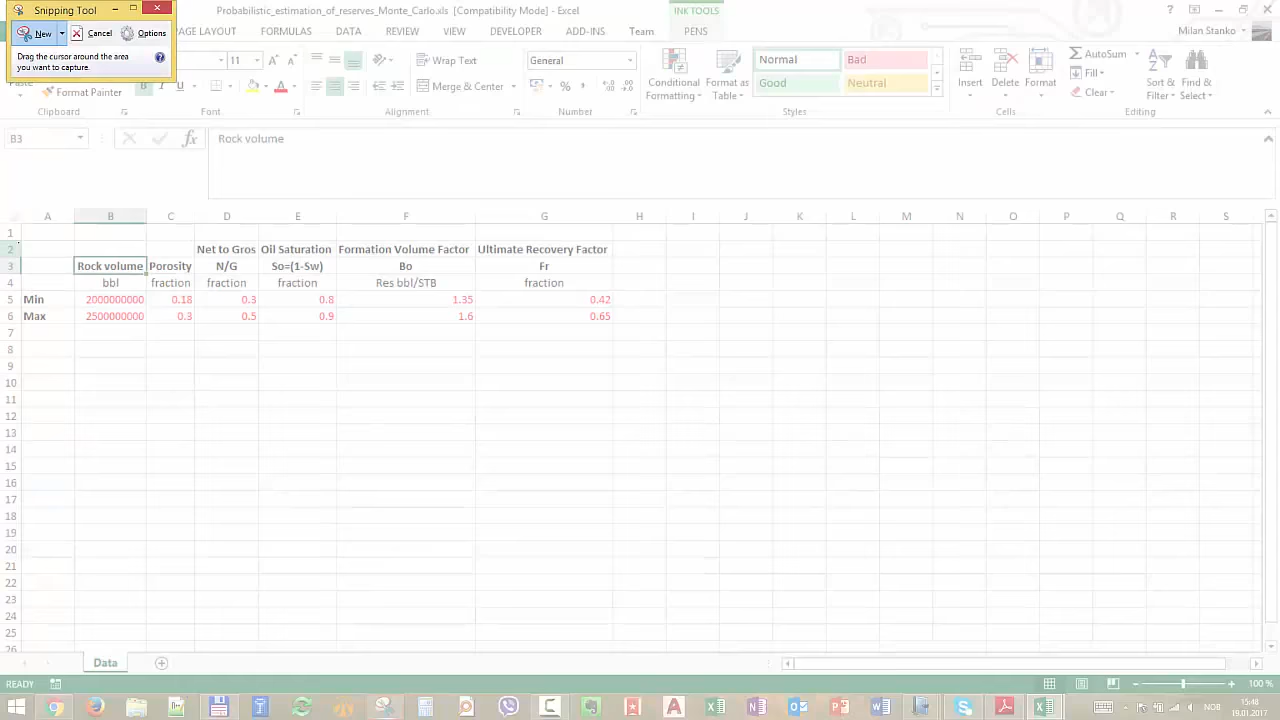 Snipping Tool
New Cancel Options
Drag the cursor around the area
you want to capture.
Probabilistic_estimation_of_reserves_Monte_Carlo.xls [Compatibility Mode] - Excel
INK TOOLS
AGE LAYOUT FORMULAS DATA REVIEW VIEW DEVELOPER ADD-INS Team PENS
Milan Stanko
11 Wrap Text General
Normal Bad
Good Neutral
Format Painter
Merge & Center
Conditional Formatting
Format as Table
Insert Delete Format
AutoSum
Fill
Clear
Sort & Filter
Find & Select
Clipboard Font Alignment Number Styles Cells Editing
B3 fx Rock volume
A B C D E F G H I J K L M N O P Q R S
1
2 Net to Gros Oil Saturation Formation Volume Factor Ultimate Recovery Factor
3 Rock volume Porosity N/G So=(1-Sw) Bo Fr
4 bbl fraction fraction fraction Res bbl/STB fraction
5 Min 2000000000 0.18 0.3 0.8 1.35 0.42
6 Max 2500000000 0.3 0.5 0.9 1.6 0.65
7
8
9
10
11
12
13
14
15
16
17
18
19
20
21
22
23
24
25
26
Data
READY
100 %
NOB
15:48
19.01.2017